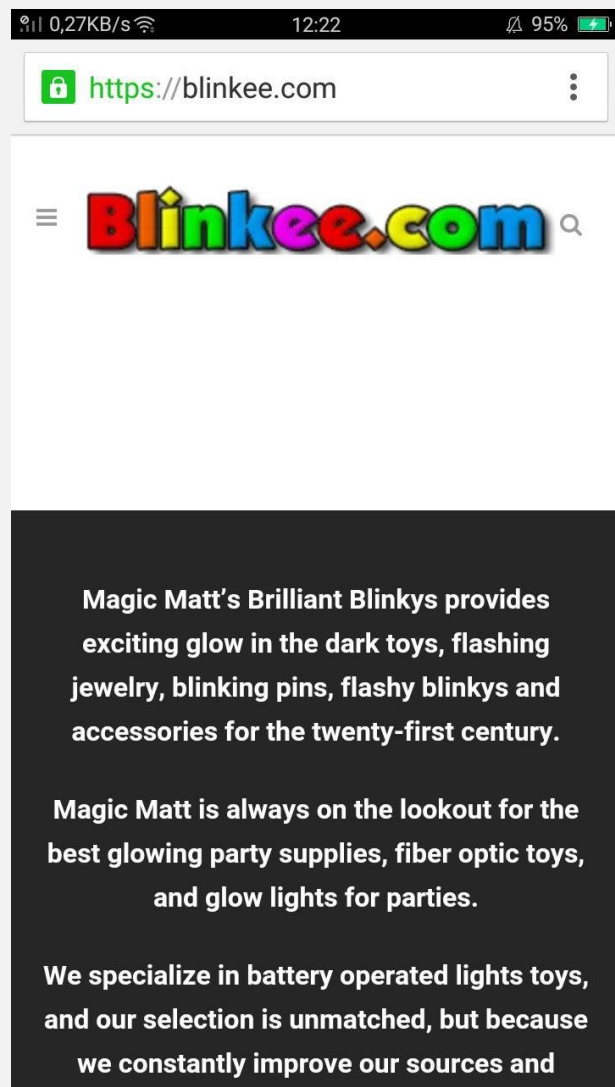 0,27KB/s 12:22 95%
https://blinkee.com
Blinkee.com
Magic Matt’s Brilliant Blinkys provides
exciting glow in the dark toys, flashing
jewelry, blinking pins, flashy blinkys and
accessories for the twenty-first century.
Magic Matt is always on the lookout for the
best glowing party supplies, fiber optic toys,
and glow lights for parties.
We specialize in battery operated lights toys,
and our selection is unmatched, but because
we constantly improve our sources and